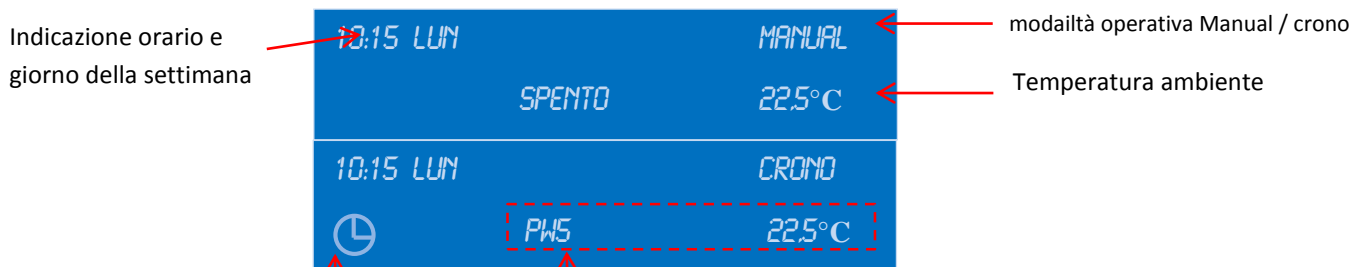 Indicazione orario e
giorno della settimana
10:15 LUN MANUAL
SPENTO 22.5°C
modailtà operativa Manual / crono
Temperatura ambiente
10:15 LUN CRONO
PW5 22.5°C